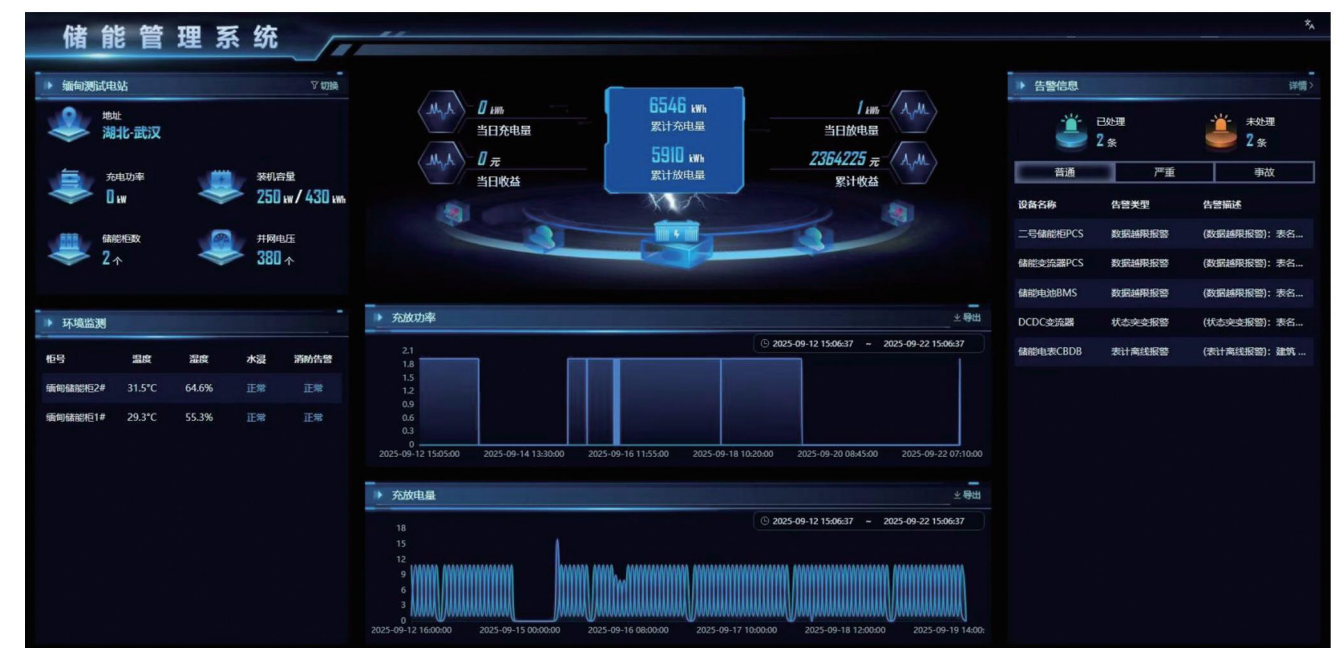 储能管理系统
缅甸测试电站
切换
地址
湖北-武汉
充电功率
0 kW
装机容量
250 kW / 430 kWh
储能柜数
2 个
并网电压
380 个
环境监测
柜号 温度 湿度 水浸 消防告警
缅甸储能柜2# 31.5°C 64.6% 正常 正常
缅甸储能柜1# 29.3°C 55.3% 正常 正常
0 kWh
当日充电量
0 元
当日收益
6546 kWh
累计充电量
5910 kWh
累计放电量
1 kWh
当日放电量
2364225 元
累计收益
充放功率
导出
2025-09-12 15:06:37 ~ 2025-09-22 15:06:37
2.1
1.8
1.5
1.2
0.9
0.6
0.3
0
2025-09-12 15:05:00 2025-09-14 13:30:00 2025-09-16 11:55:00 2025-09-18 10:20:00 2025-09-20 08:45:00 2025-09-22 07:10:00
充放电量
导出
2025-09-12 15:06:37 ~ 2025-09-22 15:06:37
18
15
12
9
6
3
0
2025-09-12 16:00:00 2025-09-15 00:00:00 2025-09-16 08:00:00 2025-09-17 10:00:00 2025-09-18 12:00:00 2025-09-19 14:00:
告警信息
详情 >
已处理
2 条
未处理
2 条
普通 严重 事故
设备名称 告警类型 告警描述
二号储能柜PCS 数据越限报警 (数据越限报警): 表名...
储能变流器PCS 数据越限报警 (数据越限报警): 表名...
储能电池BMS 数据越限报警 (数据越限报警): 表名...
DCDC变流器 状态突变报警 (状态突变报警): 表名...
储能电表CBDB 表计离线报警 (表计离线报警): 建筑 ...